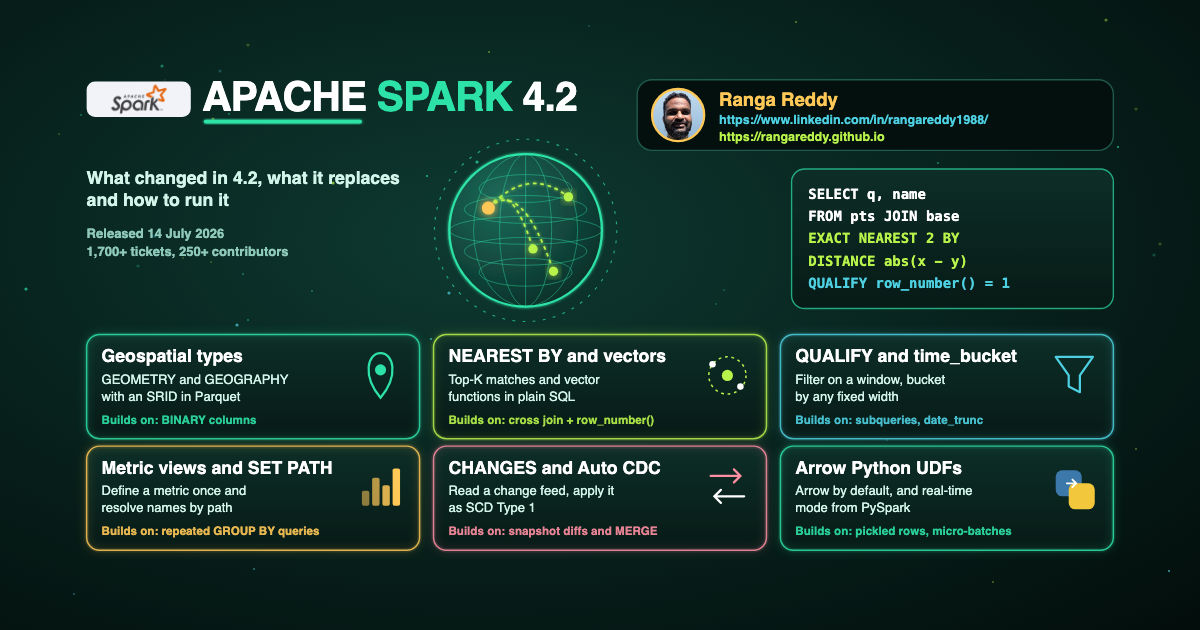 APACHE
Spark
APACHE SPARK 4.2
Ranga Reddy
https://www.linkedin.com/in/rangareddy1988/
https://rangareddy.github.io
What changed in 4.2, what it replaces
and how to run it
Released 14 July 2026
1,700+ tickets, 250+ contributors
SELECT q, name
FROM pts JOIN base
EXACT NEAREST 2 BY
DISTANCE abs(x - y)
QUALIFY row_number() = 1
Geospatial types
GEOMETRY and GEOGRAPHY
with an SRID in Parquet
Builds on: BINARY columns
NEAREST BY and vectors
Top-K matches and vector
functions in plain SQL
Builds on: cross join + row_number()
QUALIFY and time_bucket
Filter on a window, bucket
by any fixed width
Builds on: subqueries, date_trunc
Metric views and SET PATH
Define a metric once and
resolve names by path
Builds on: repeated GROUP BY queries
CHANGES and Auto CDC
Read a change feed, apply it
as SCD Type 1
Builds on: snapshot diffs and MERGE
Arrow Python UDFs
Arrow by default, and real-time
mode from PySpark
Builds on: pickled rows, micro-batches